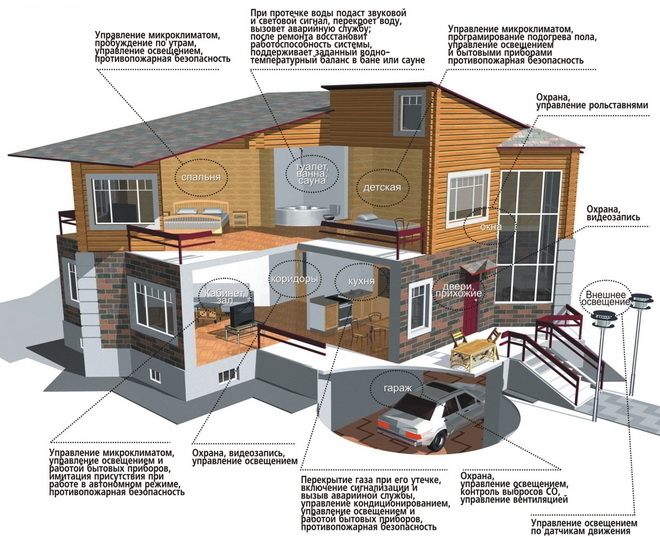 При протечке воды подаст звуковой
и световой сигнал, перекроет воду,
вызовет аварийную службу;
после ремонта восстановит
работоспособность системы,
поддерживает заданный водно-
температурный баланс в бане или сауне
Управление микроклиматом,
пробуждение по утрам,
управление освещением,
противопожарная безопасность
Управление микроклиматом,
програмирование подогрева пола,
управление освещением
и бытовыми приборами
противопожарная безопасность
Охрана,
управление рольставнями
Охрана,
видеозапись
спальня
туалет,
ванна,
сауна
детская
окна
Кабинет,
зал
коридоры
кухня
двери,
прихожие
Внешнее
освещение
гараж
Управление микроклиматом,
управление освещением и
работой бытовых приборов,
имитация присутствия при
работе в автономном режиме,
противопожарная безопасность
Охрана, видеозапись,
управление освещением
Перекрытие газа при его утечке,
включение сигнализации и
вызыв аварийной службы,
управление кондиционированием,
управление освещением и
работой бытовых приборов,
противопожарная безопасность
Охрана,
управление освещением,
контроль выбросов СО,
управление вентиляцией
Управление освещением
по датчикам движения